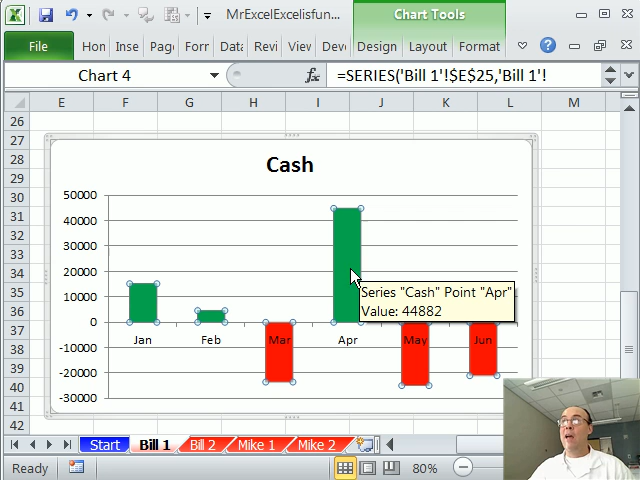 MrExcelExcelisfun...
Chart Tools
File Hon Inse Page Forr Data Revi View Deve Design Layout Format
Chart 4
fx =SERIES('Bill 1'!$E$25,'Bill 1'!
E F G H I J K L M
26
27
28
29
30
31
32
33
34
35
36
37
38
39
40
41
42
Cash
50000
40000
30000
20000
10000
0
-10000
-20000
-30000
Jan Feb Mar Apr May Jun
Series "Cash" Point "Apr"
Value: 44882
Start Bill 1 Bill 2 Mike 1 Mike 2
Ready 80%